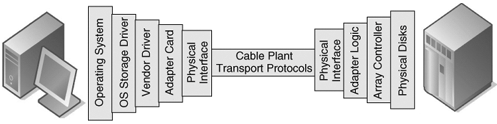 Operating System
OS Storage Driver
Vendor Driver
Adapter Card
Physical
Interface
Cable Plant
Transport Protocols
Physical
Interface
Adapter Logic
Array Controller
Physical Disks